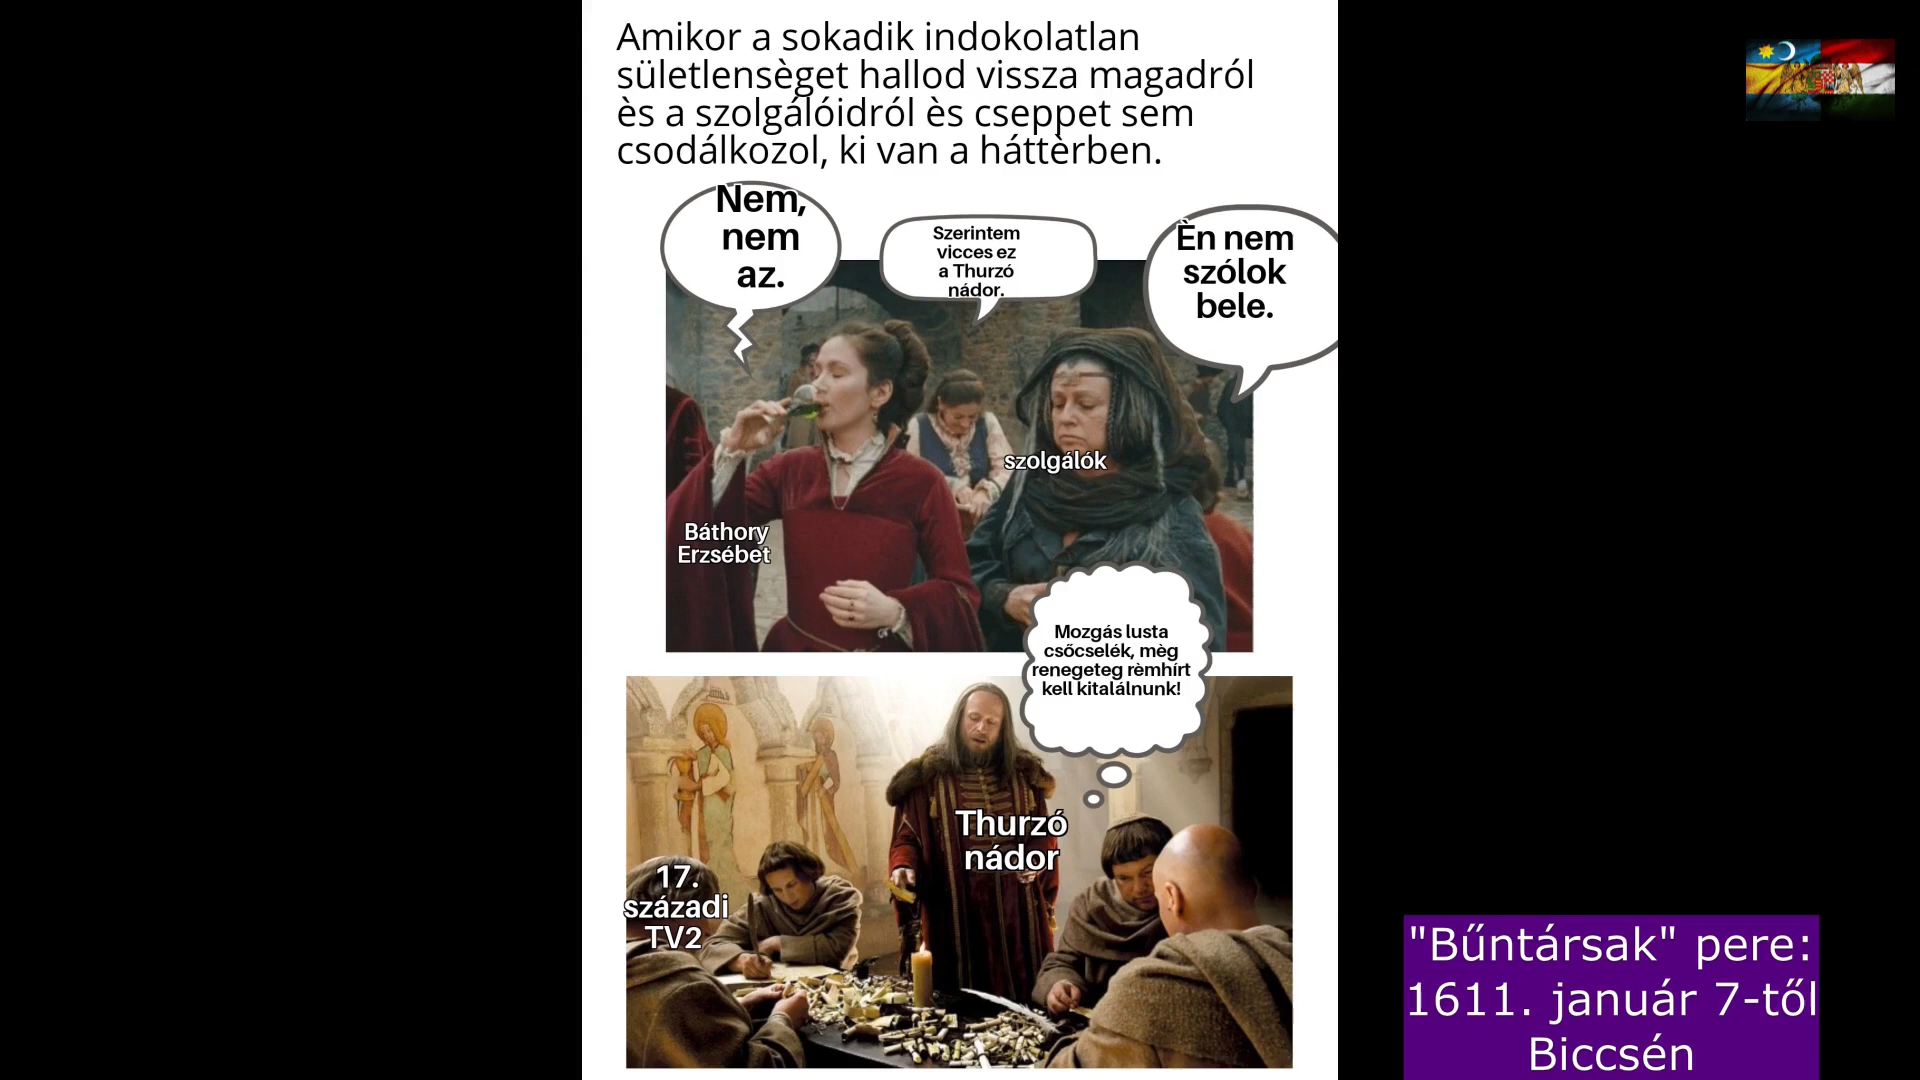 Amikor a sokadik indokolatlan
sületlensèget hallod vissza magadról
ès a szolgálóidról ès cseppet sem
csodálkozol, ki van a háttèrben.
Nem,
nem
az.
Szerintem
vicces ez
a Thurzó
nádor.
Èn nem
szólok
bele.
szolgálók
Báthory
Erzsébet
Mozgás lusta
csőcselék, mèg
renegeteg rèmhírt
kell kitalálnunk!
Thurzó
nádor
17.
századi
TV2
"Bűntársak" pere:
1611. január 7-től
Biccsén